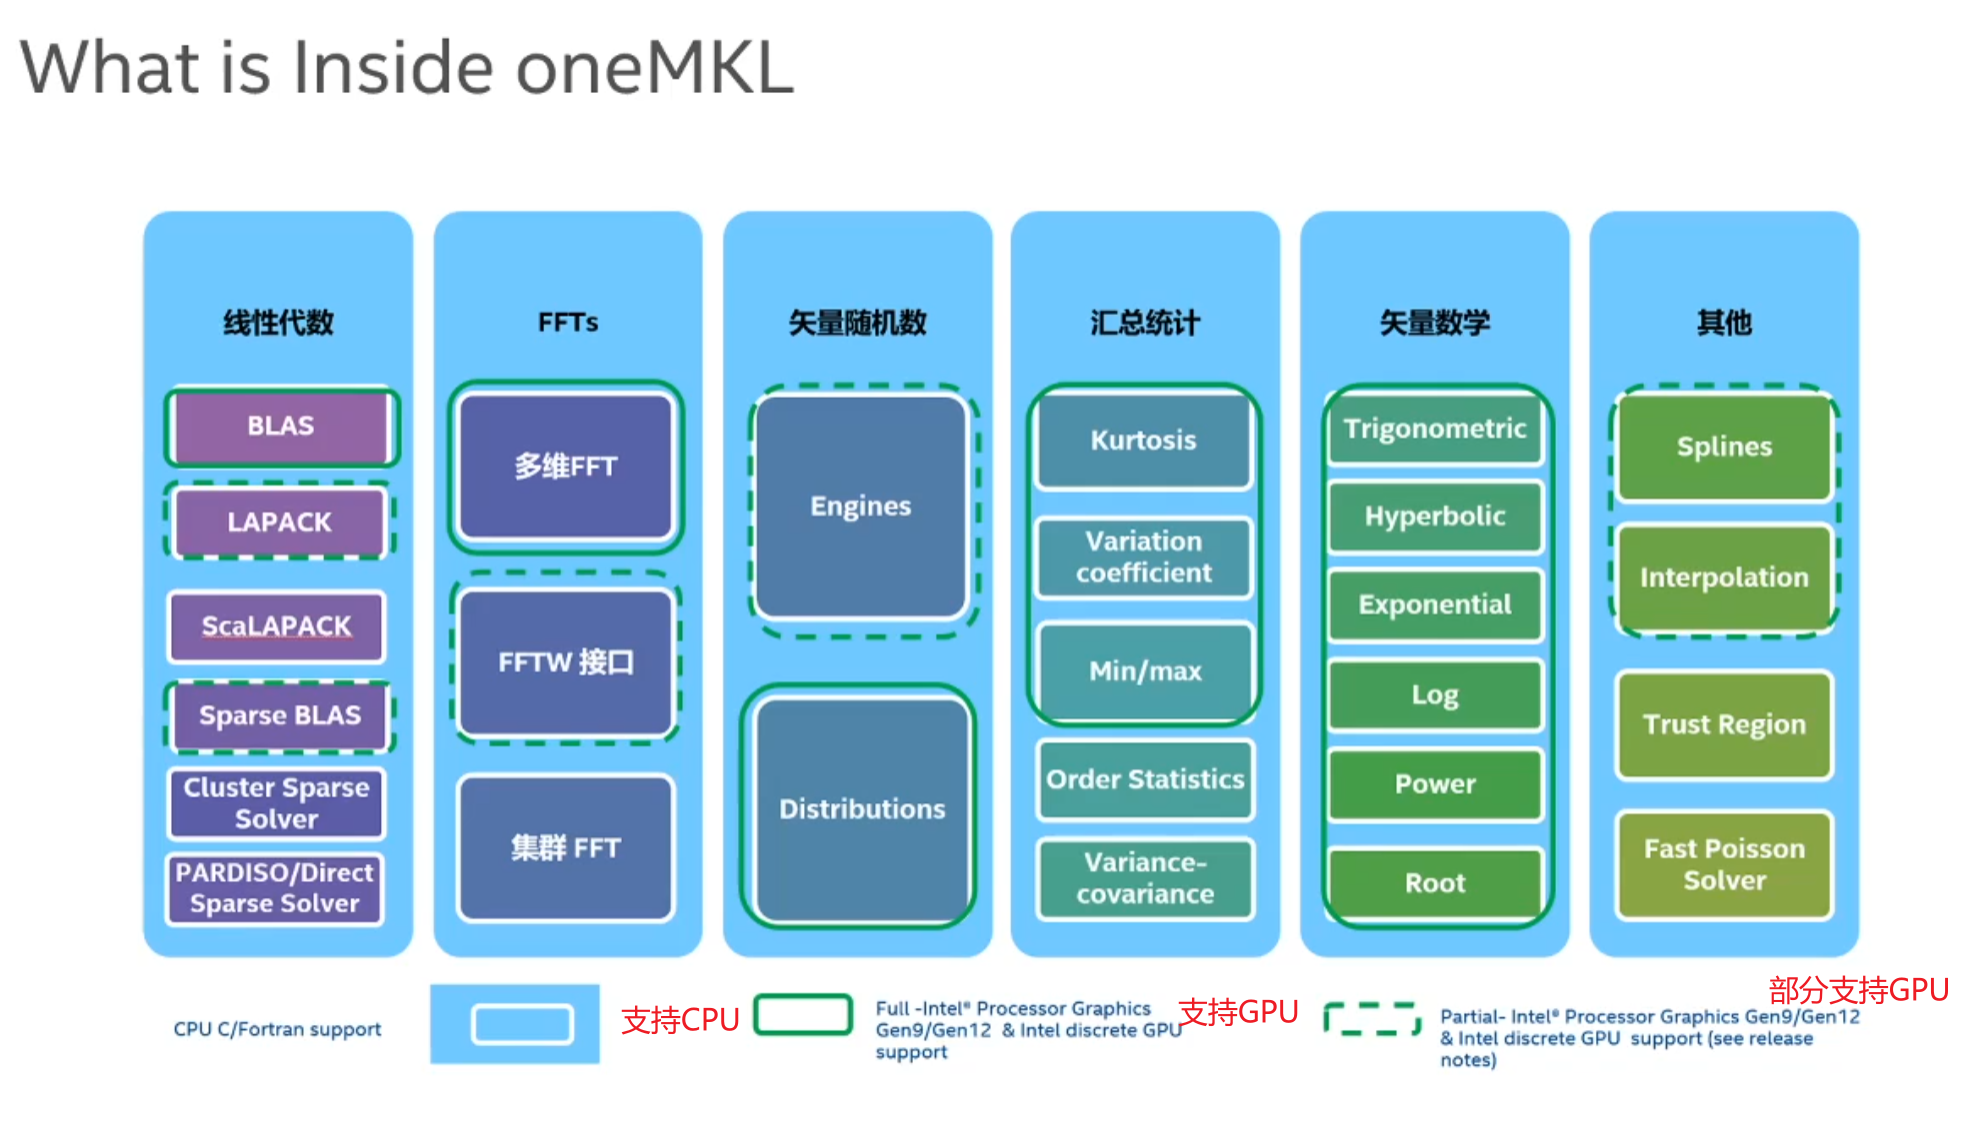 What is Inside oneMKL
线性代数
BLAS
LAPACK
ScaLAPACK
Sparse BLAS
Cluster Sparse
Solver
PARDISO/Direct
Sparse Solver
FFTs
多维FFT
FFTW 接口
集群 FFT
矢量随机数
Engines
Distributions
汇总统计
Kurtosis
Variation
coefficient
Min/max
Order Statistics
Variance-
covariance
矢量数学
Trigonometric
Hyperbolic
Exponential
Log
Power
Root
其他
Splines
Interpolation
Trust Region
Fast Poisson
Solver
CPU C/Fortran support
支持CPU
Full -Intel® Processor Graphics
Gen9/Gen12 & Intel discrete GPU
support
支持GPU
部分支持GPU
Partial- Intel® Processor Graphics Gen9/Gen12
& Intel discrete GPU support (see release
notes)